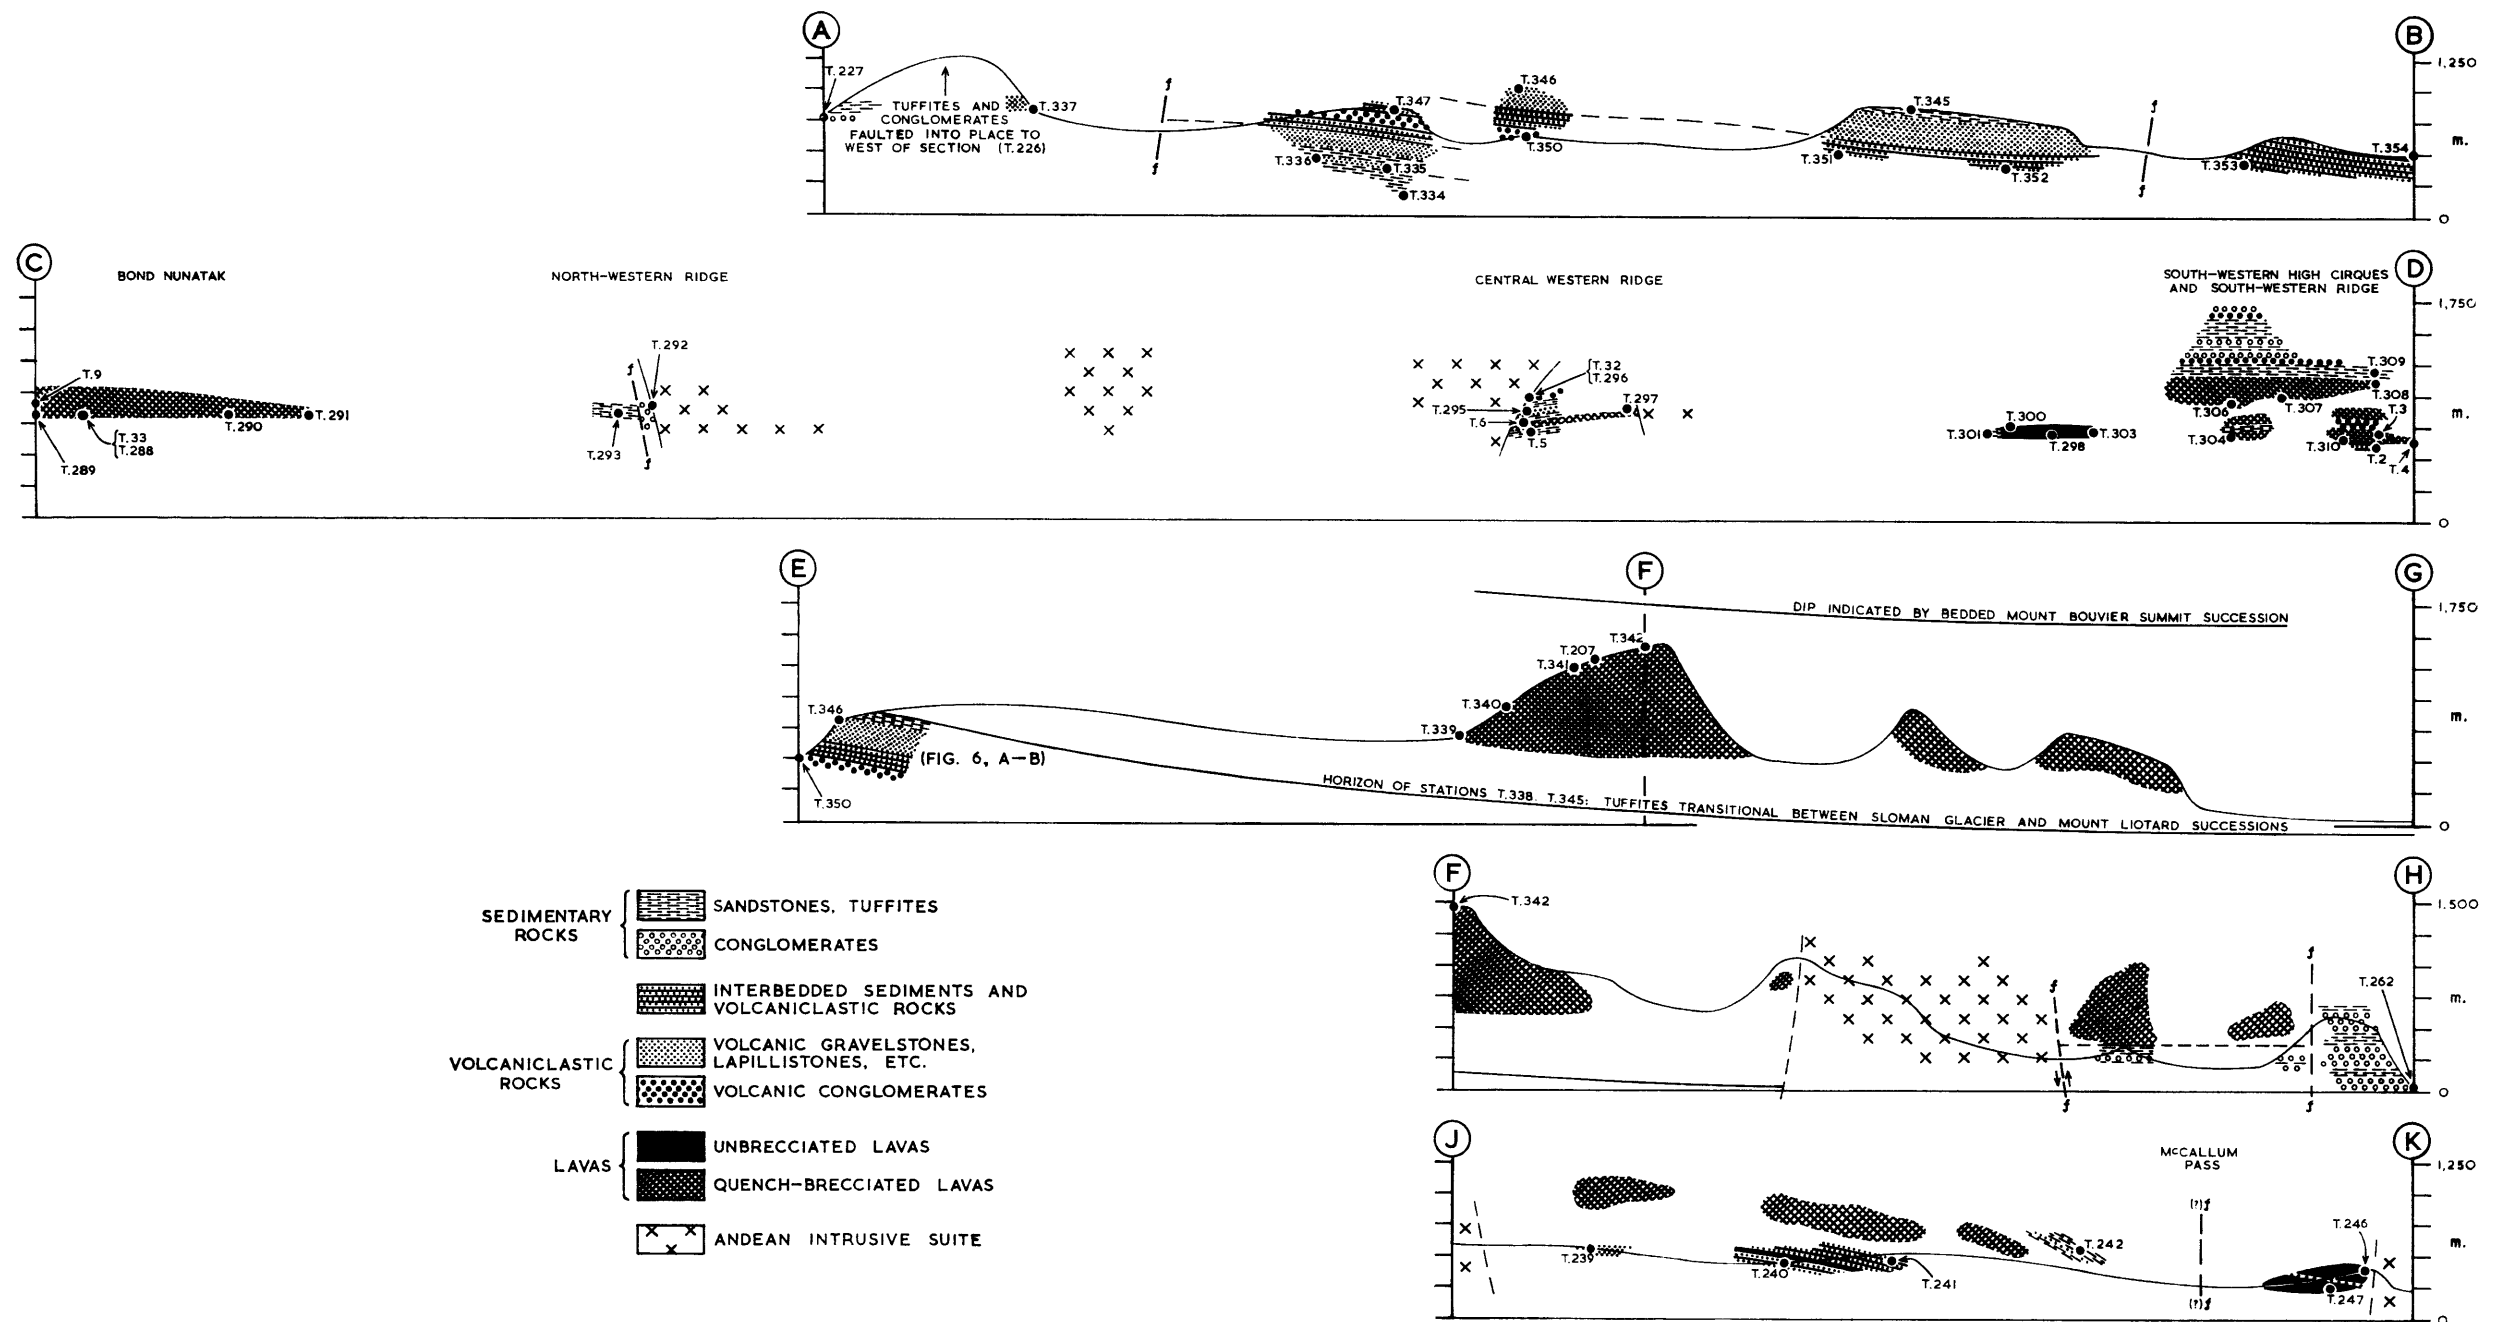 A
B
1,250
m.
0
T.227
TUFFITES AND
CONGLOMERATES
FAULTED INTO PLACE TO
WEST OF SECTION (T.226)
T.337
f
f
T.347
T.336
T.335
T.334
T.346
T.350
T.345
T.351
T.352
f
f
T.353
T.354
C
BOND NUNATAK
NORTH-WESTERN RIDGE
CENTRAL WESTERN RIDGE
SOUTH-WESTERN HIGH CIRQUES
AND SOUTH-WESTERN RIDGE
D
1,750
m.
0
T.9
T.33
T.288
T.289
T.290
T.291
f
T.292
T.293
f
T.32
T.296
T.295
T.297
T.6
T.5
T.300
T.301
T.298
T.303
T.309
T.308
T.306
T.307
T.3
T.304
T.310
T.2
T.4
E
F
G
1,750
m.
0
DIP INDICATED BY BEDDED MOUNT BOUVIER SUMMIT SUCCESSION
T.342
T.207
T.341
T.340
T.339
T.346
(FIG. 6, A—B)
T.350
HORIZON OF STATIONS T.338. T.345: TUFFITES TRANSITIONAL BETWEEN SLOMAN GLACIER AND MOUNT LIOTARD SUCCESSIONS
F
H
1.500
m.
0
T.342
f
f
f
f
T.262
SEDIMENTARY
ROCKS
SANDSTONES, TUFFITES
CONGLOMERATES
INTERBEDDED SEDIMENTS AND
VOLCANICLASTIC ROCKS
VOLCANICLASTIC
ROCKS
VOLCANIC GRAVELSTONES,
LAPILLISTONES, ETC.
VOLCANIC CONGLOMERATES
LAVAS
UNBRECCIATED LAVAS
QUENCH-BRECCIATED LAVAS
ANDEAN INTRUSIVE SUITE
J
K
McCALLUM
PASS
1,250
m.
0
T.239
T.240
T.241
T.242
(?)f
(?)f
T.246
T.247